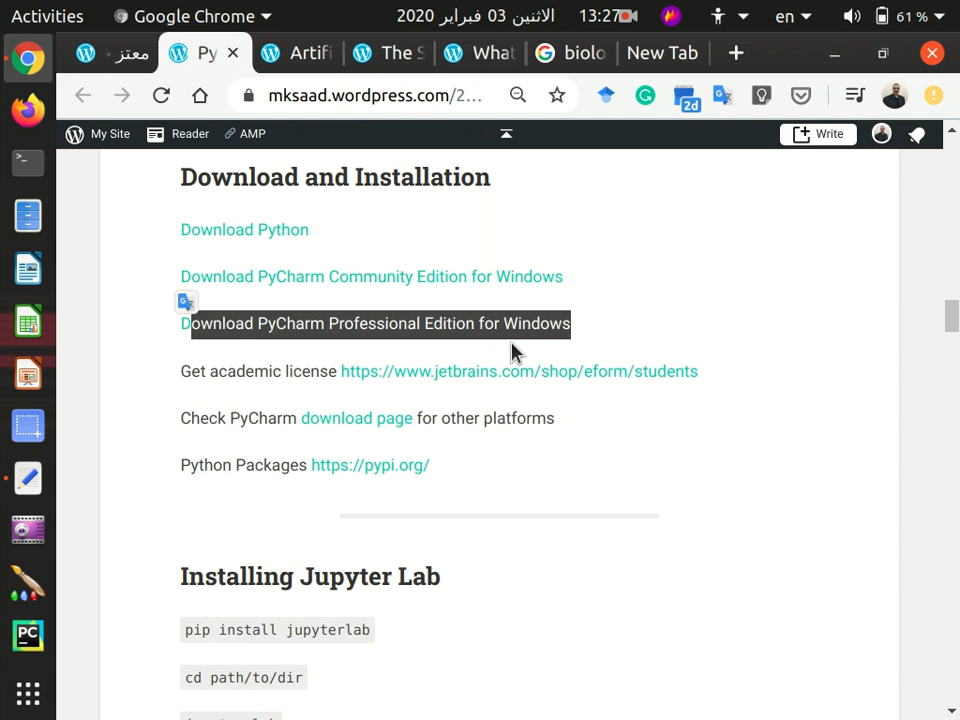 Activities
Google Chrome
الاثنين 03 فبراير 2020
13:27
en
61 %
معتز
Py
Artifi
The S
What
biolo
New Tab
mksaad.wordpress.com/2...
2d
My Site
Reader
AMP
Write
Download and Installation
Download Python
Download PyCharm Community Edition for Windows
Download PyCharm Professional Edition for Windows
Get academic license https://www.jetbrains.com/shop/eform/students
Check PyCharm download page for other platforms
Python Packages https://pypi.org/
Installing Jupyter Lab
pip install jupyterlab
cd path/to/dir
PC